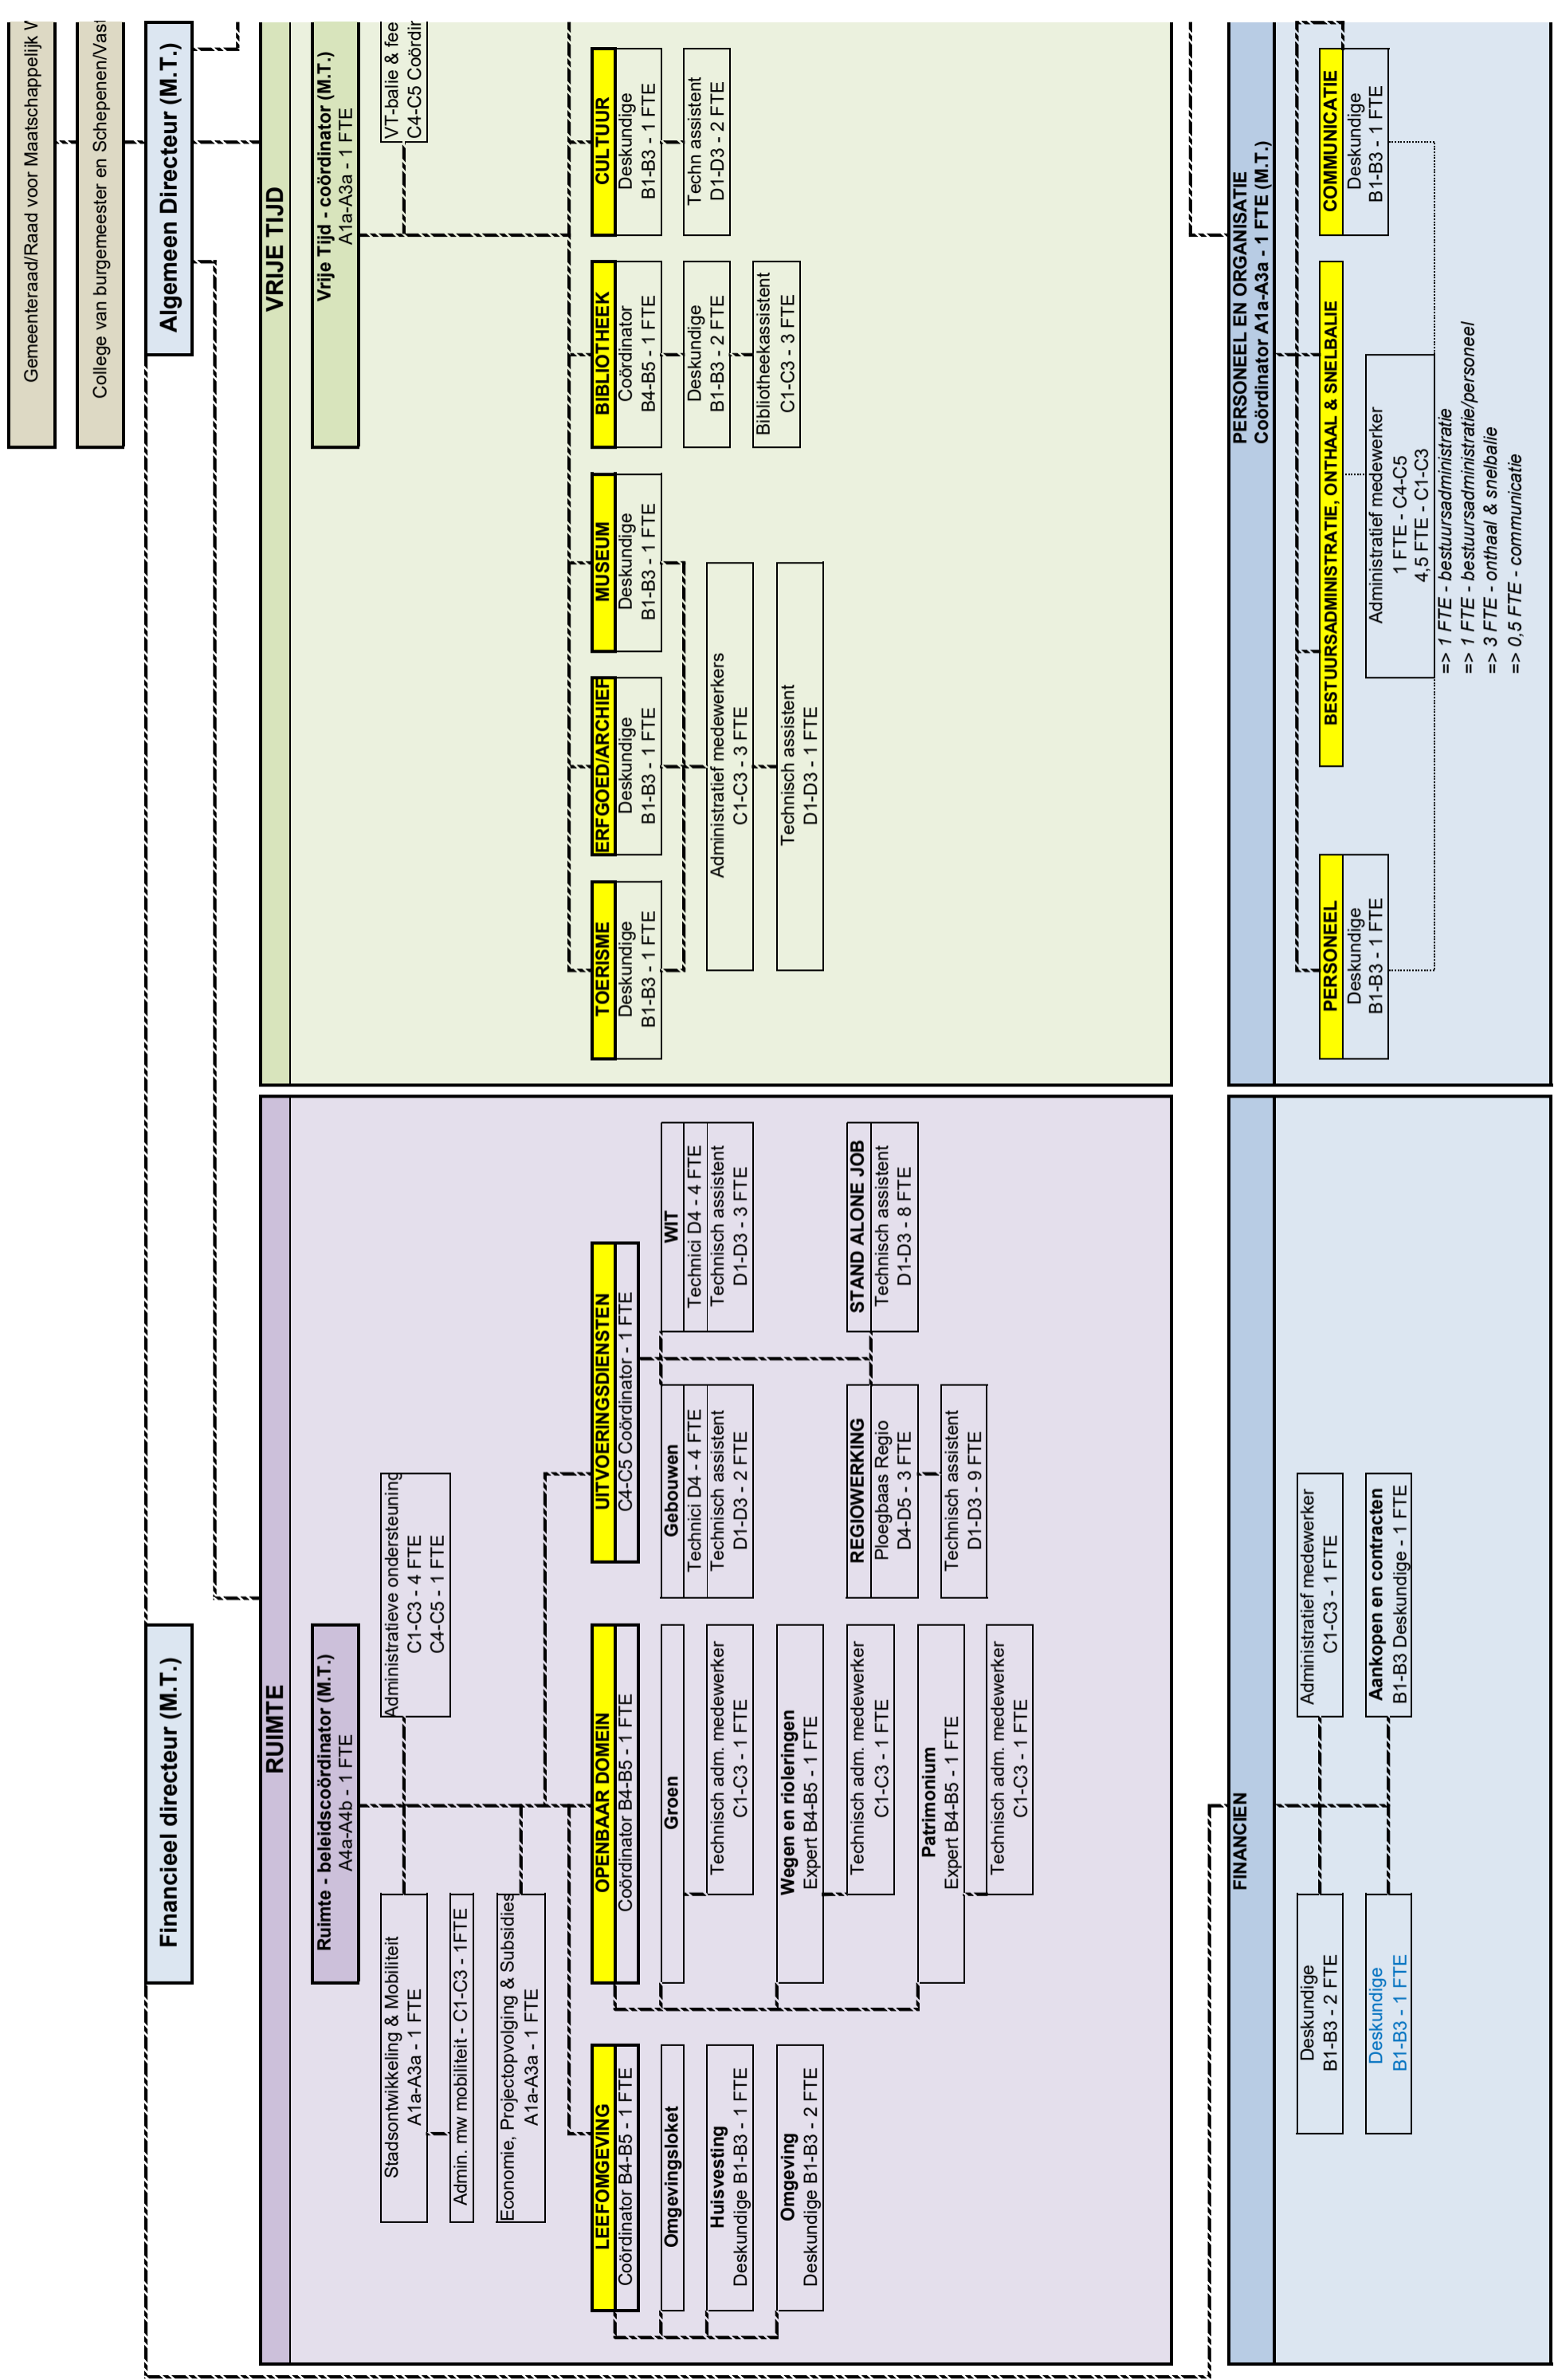 Gemeenteraad/Raad voor Maatschappelijk
College van burgemeester en Schepenen/Vast
Financieel directeur (M.T.)
Algemeen Directeur (M.T.)
RUIMTE
Ruimte - beleidscoördinator (M.T.)
A4a-A4b - 1 FTE
Stadsontwikkeling & Mobiliteit
A1a-A3a - 1 FTE
Admin. mw mobiliteit - C1-C3 - 1FTE
Economie, Projectopvolging & Subsidies
A1a-A3a - 1 FTE
Administratieve ondersteuning
C1-C3 - 4 FTE
C4-C5 - 1 FTE
LEEFOMGEVING
Coördinator B4-B5 - 1 FTE
Omgevingsloket
Huisvesting
Deskundige B1-B3 - 1 FTE
Omgeving
Deskundige B1-B3 - 2 FTE
OPENBAAR DOMEIN
Coördinator B4-B5 - 1 FTE
Groen
Technisch adm. medewerker
C1-C3 - 1 FTE
Wegen en rioleringen
Expert B4-B5 - 1 FTE
Technisch adm. medewerker
C1-C3 - 1 FTE
Patrimonium
Expert B4-B5 - 1 FTE
Technisch adm. medewerker
C1-C3 - 1 FTE
UITVOERINGSDIENSTEN
C4-C5 Coördinator - 1 FTE
Gebouwen
Technici D4 - 4 FTE
Technisch assistent
D1-D3 - 2 FTE
WIT
Technici D4 - 4 FTE
Technisch assistent
D1-D3 - 3 FTE
REGIOWERKING
Ploegbaas Regio
D4-D5 - 3 FTE
Technisch assistent
D1-D3 - 9 FTE
STAND ALONE JOB
Technisch assistent
D1-D3 - 8 FTE
VRIJE TIJD
Vrije Tijd - coördinator (M.T.)
A1a-A3a - 1 FTE
VT-balie & fee
C4-C5 Coördir
TOERISME
Deskundige
B1-B3 - 1 FTE
ERFGOED/ARCHIEF
Deskundige
B1-B3 - 1 FTE
MUSEUM
Deskundige
B1-B3 - 1 FTE
Administratief medewerkers
C1-C3 - 3 FTE
Technisch assistent
D1-D3 - 1 FTE
BIBLIOTHEEK
Coördinator
B4-B5 - 1 FTE
Deskundige
B1-B3 - 2 FTE
Bibliotheekassistent
C1-C3 - 3 FTE
CULTUUR
Deskundige
B1-B3 - 1 FTE
Techn assistent
D1-D3 - 2 FTE
FINANCIEN
Deskundige
B1-B3 - 2 FTE
Deskundige
B1-B3 - 1 FTE
Administratief medewerker
C1-C3 - 1 FTE
Aankopen en contracten
B1-B3 Deskundige - 1 FTE
PERSONEEL EN ORGANISATIE
Coördinator A1a-A3a - 1 FTE (M.T.)
PERSONEEL
Deskundige
B1-B3 - 1 FTE
BESTUURSADMINISTRATIE, ONTHAAL & SNELBALIE
Administratief medewerker
1 FTE - C4-C5
4,5 FTE - C1-C3
=> 1 FTE - bestuursadministratie
=> 1 FTE - bestuursadministratie/personeel
=> 3 FTE - onthaal & snelbalie
=> 0,5 FTE - communicatie
COMMUNICATIE
Deskundige
B1-B3 - 1 FTE